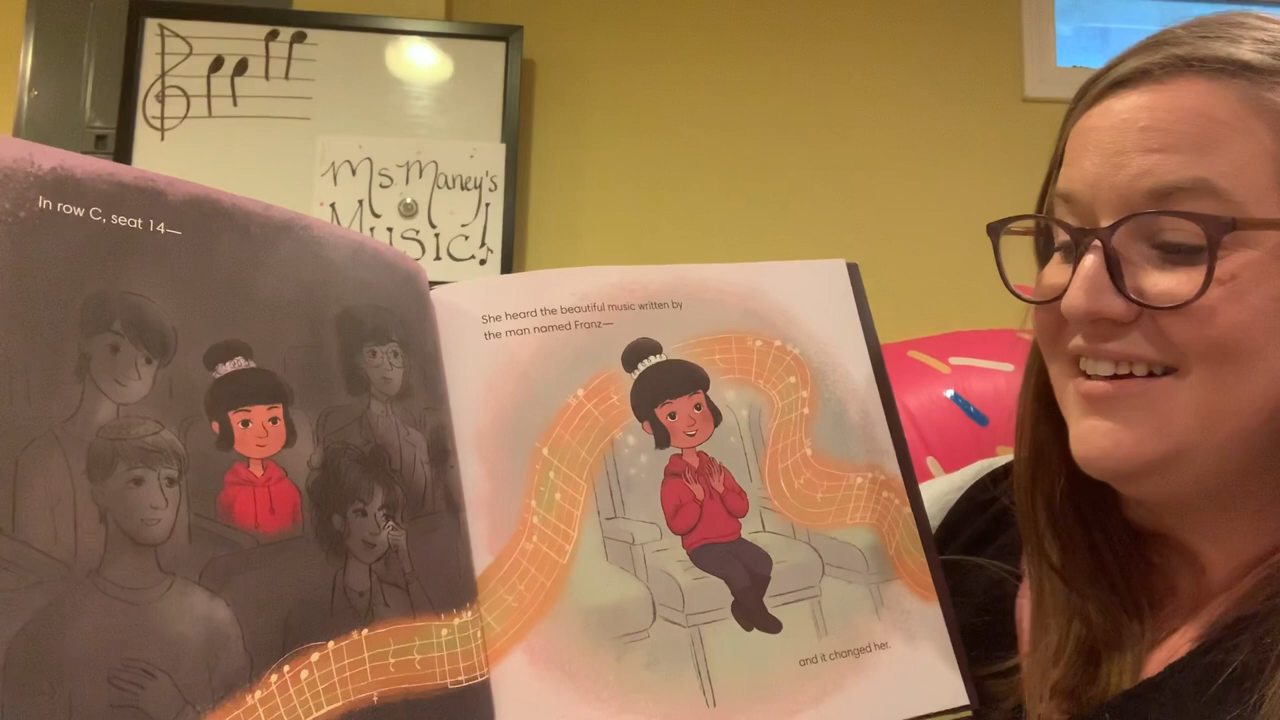 Ms. Maney's
Music!
In row C, seat 14—
She heard the beautiful music written by
the man named Franz—
and it changed her.